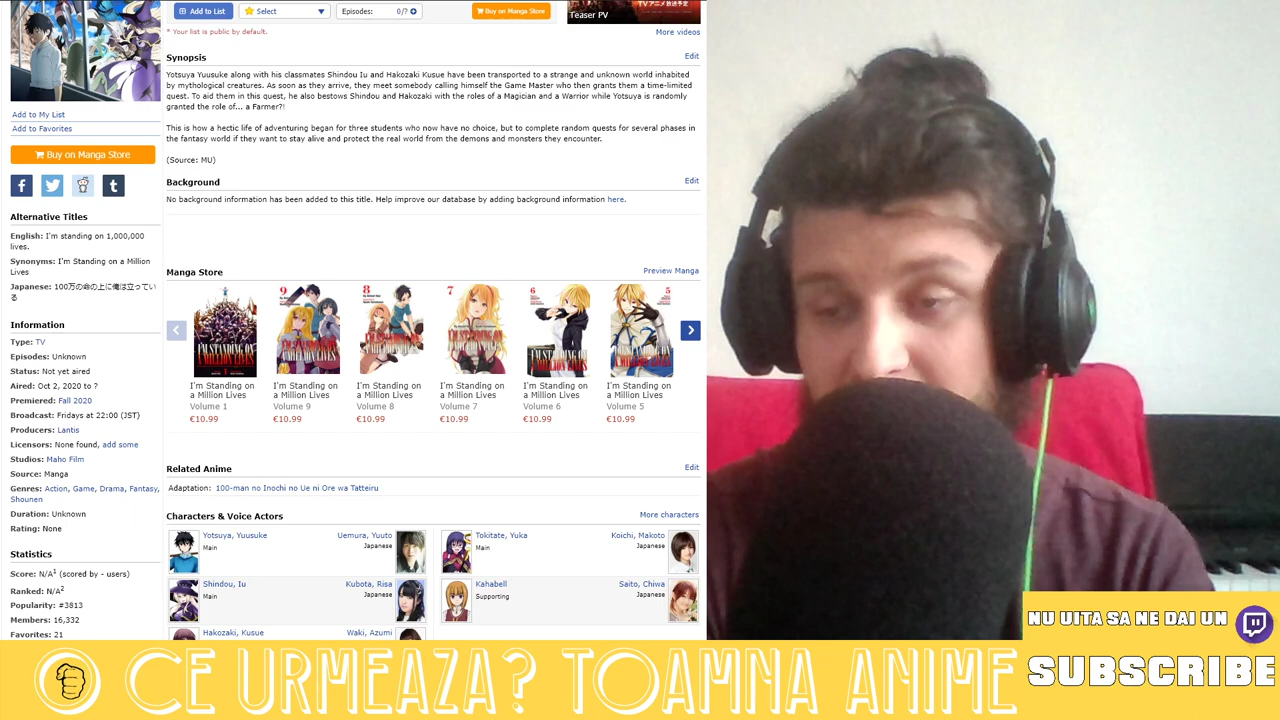 Add to List
Select
Episodes: 0/?
Buy on Manga Store
Teaser PV
* Your list is public by default.
More videos
Synopsis
Edit
Yotsuya Yuusuke along with his classmates Shindou Iu and Hakozaki Kusue have been transported to a strange and unknown world inhabited
by mythological creatures. As soon as they arrive, they meet somebody calling himself the Game Master who then grants them a time-limited
quest. To aid them in this quest, he also bestows Shindou and Hakozaki with the roles of a Magician and a Warrior while Yotsuya is randomly
granted the role of... a Farmer?!
This is how a hectic life of adventuring began for three students who now have no choice, but to complete random quests for several phases in
the fantasy world if they want to stay alive and protect the real world from the demons and monsters they encounter.
(Source: MU)
Background
Edit
No background information has been added to this title. Help improve our database by adding background information here.
Add to My List
Add to Favorites
Buy on Manga Store
Alternative Titles
English: I'm standing on 1,000,000
lives.
Synonyms: I'm Standing on a Million
Lives
Japanese: 100万の命の上に俺は立ってい
る
Information
Type: TV
Episodes: Unknown
Status: Not yet aired
Aired: Oct 2, 2020 to ?
Premiered: Fall 2020
Broadcast: Fridays at 22:00 (JST)
Producers: Lantis
Licensors: None found, add some
Studios: Maho Film
Source: Manga
Genres: Action, Game, Drama, Fantasy,
Shounen
Duration: Unknown
Rating: None
Statistics
Score: N/A1 (scored by - users)
Ranked: N/A2
Popularity: #3813
Members: 16,332
Favorites: 21
Manga Store
Preview Manga
9
8
7
6
5
I'm Standing on
a Million Lives
Volume 1
€10.99
I'm Standing on
a Million Lives
Volume 9
€10.99
I'm Standing on
a Million Lives
Volume 8
€10.99
I'm Standing on
a Million Lives
Volume 7
€10.99
I'm Standing on
a Million Lives
Volume 6
€10.99
I'm Standing on
a Million Lives
Volume 5
€10.99
Related Anime
Edit
Adaptation: 100-man no Inochi no Ue ni Ore wa Tatteiru
Characters & Voice Actors
More characters
Yotsuya, Yuusuke
Main
Uemura, Yuuto
Japanese
Tokitate, Yuka
Main
Koichi, Makoto
Japanese
Shindou, Iu
Main
Kubota, Risa
Japanese
Kahabell
Supporting
Saito, Chiwa
Japanese
Hakozaki, Kusue
Waki, Azumi
NU UITA SA NE DAI UN
SUBSCRIBE
CE URMEAZA? TOAMNA ANIME